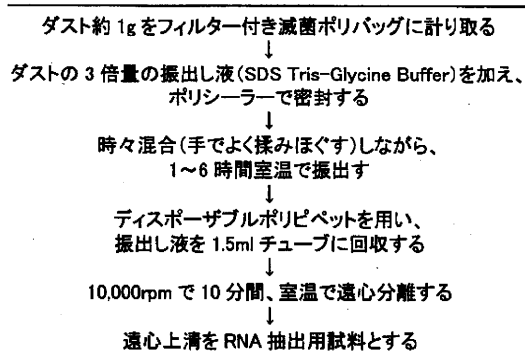 ダスト約 1g をフィルター付き滅菌ポリバッグに計り取る
↓
ダストの 3 倍量の振出し液(SDS Tris-Glycine Buffer)を加え、
ポリシーラーで密封する
↓
時々混合(手でよく揉みほぐす)しながら、
1～6 時間室温で振出す
↓
ディスポーザブルポリピペットを用い、
振出し液を 1.5ml チューブに回収する
↓
10,000rpm で 10 分間、室温で遠心分離する
↓
遠心上清を RNA 抽出用試料とする